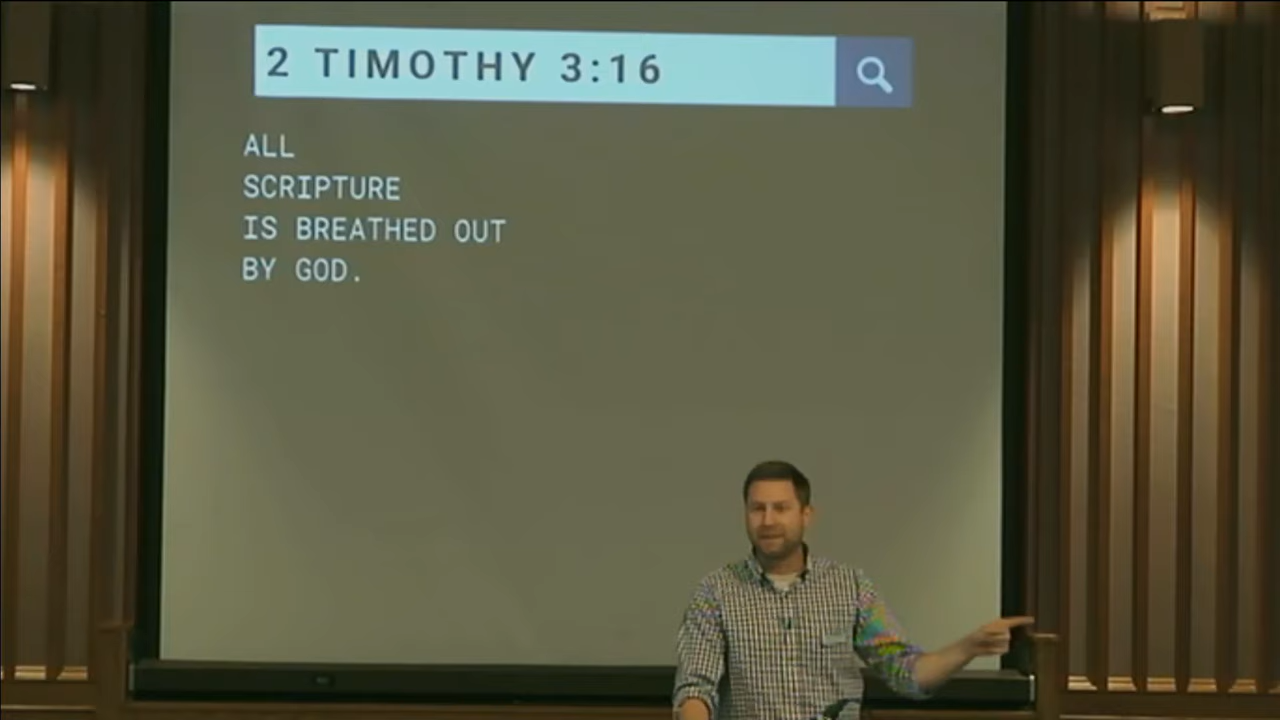 2 TIMOTHY 3:16
ALL
SCRIPTURE
IS BREATHED OUT
BY GOD.